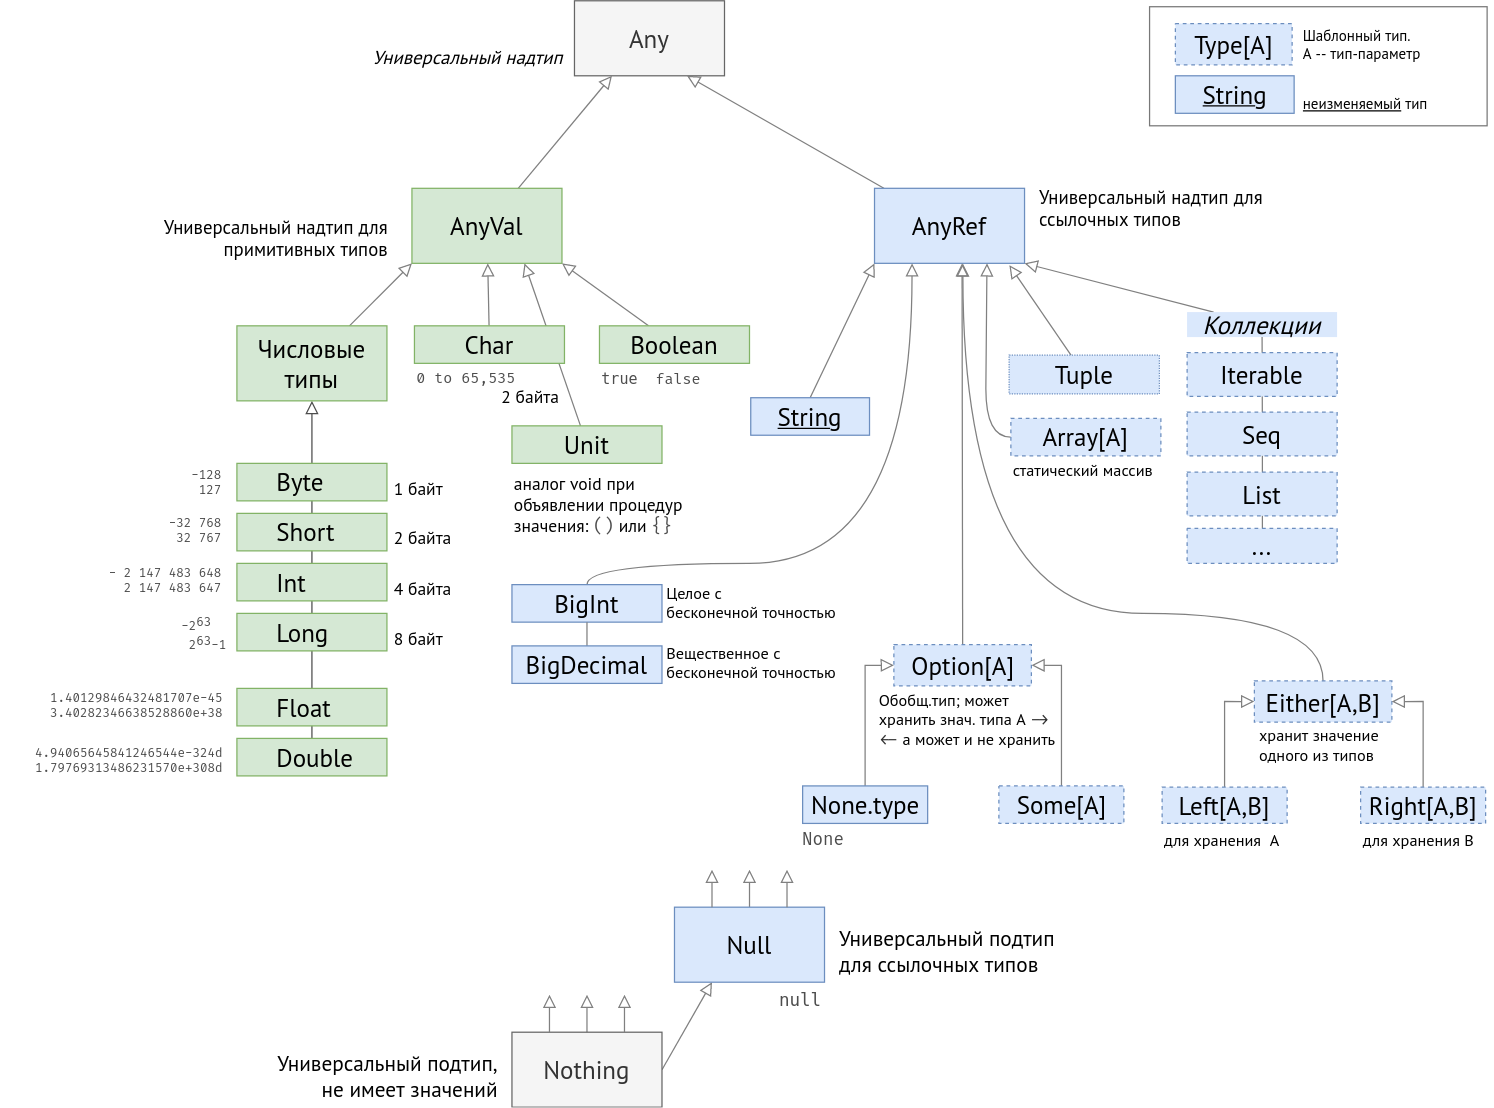 Any
Универсальный надтип
Type[A]
Шаблонный тип.
A -- тип-параметр
String
неизменяемый тип
AnyVal
Универсальный надтип для
примитивных типов
AnyRef
Универсальный надтип для
ссылочных типов
Числовые
типы
Char
0 to 65,535
2 байта
Boolean
true false
Unit
аналог void при
объявлении процедур
значения: () или {}
String
Tuple
Array[A]
статический массив
Коллекции
Iterable
Seq
List
...
−128
127
Byte
1 байт
−32 768
32 767
Short
2 байта
− 2 147 483 648
2 147 483 647
Int
4 байта
−2⁶³
2⁶³−1
Long
8 байт
1.40129846432481707e−45
3.40282346638528860e+38
Float
4.94065645841246544e−324d
1.79769313486231570e+308d
Double
BigInt
Целое с
бесконечной точностью
BigDecimal
Вещественное с
бесконечной точностью
Option[A]
Обобщ.тип; может
хранить знач. типа A →
← а может и не хранить
None.type
None
Some[A]
Either[A,B]
хранит значение
одного из типов
Left[A,B]
для хранения A
Right[A,B]
для хранения B
Null
null
Универсальный подтип
для ссылочных типов
Nothing
Универсальный подтип,
не имеет значений